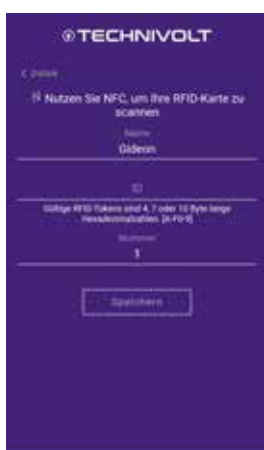 TECHNIVOLT
< Zurück
Nutzen Sie NFC, um Ihre RFID-Karte zu
scannen
Name
Gideon
ID
Gültige RFID-Tokens sind 4, 7 oder 10 Byte lange
Hexadezimalzahlen. [A-F0-9]
Nummer
1
Speichern